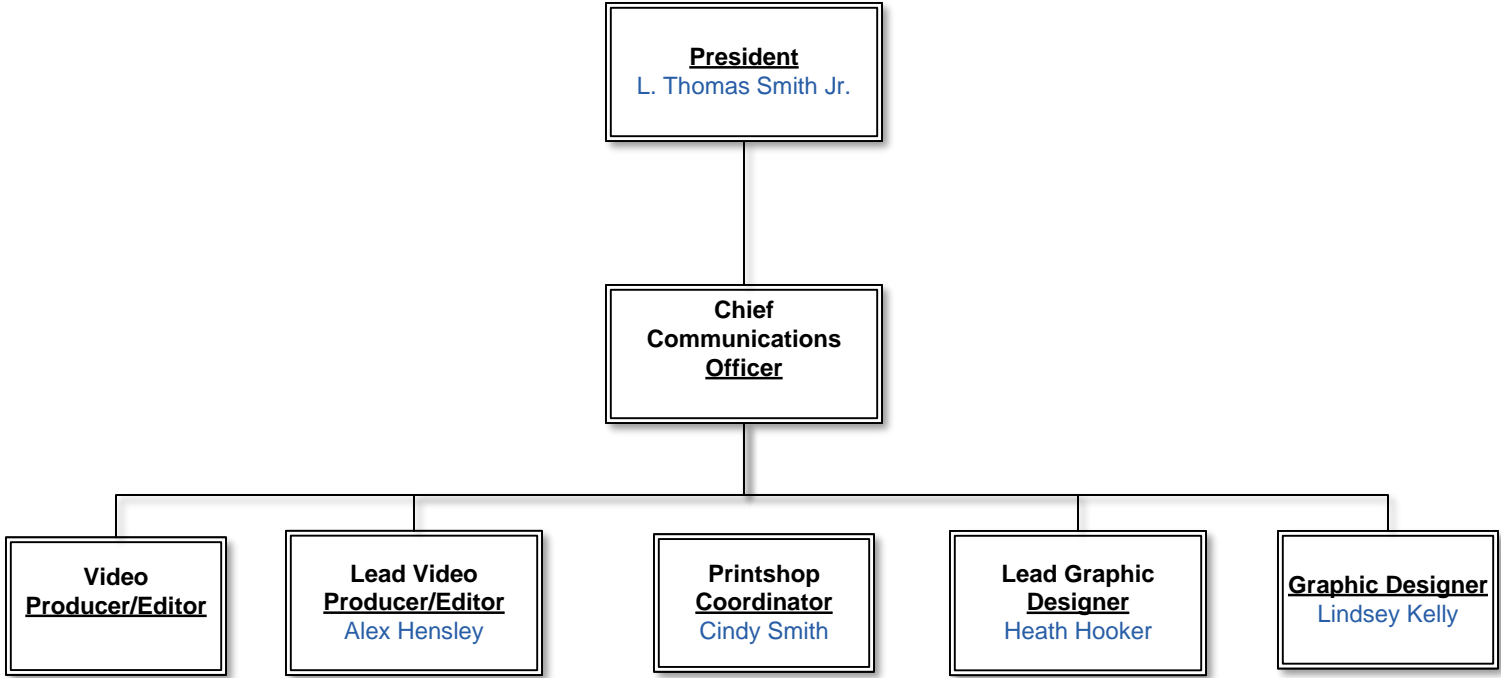 President
L. Thomas Smith Jr.
Chief
Communications
Officer
Video
Producer/Editor
Lead Video
Producer/Editor
Alex Hensley
Printshop
Coordinator
Cindy Smith
Lead Graphic
Designer
Heath Hooker
Graphic Designer
Lindsey Kelly